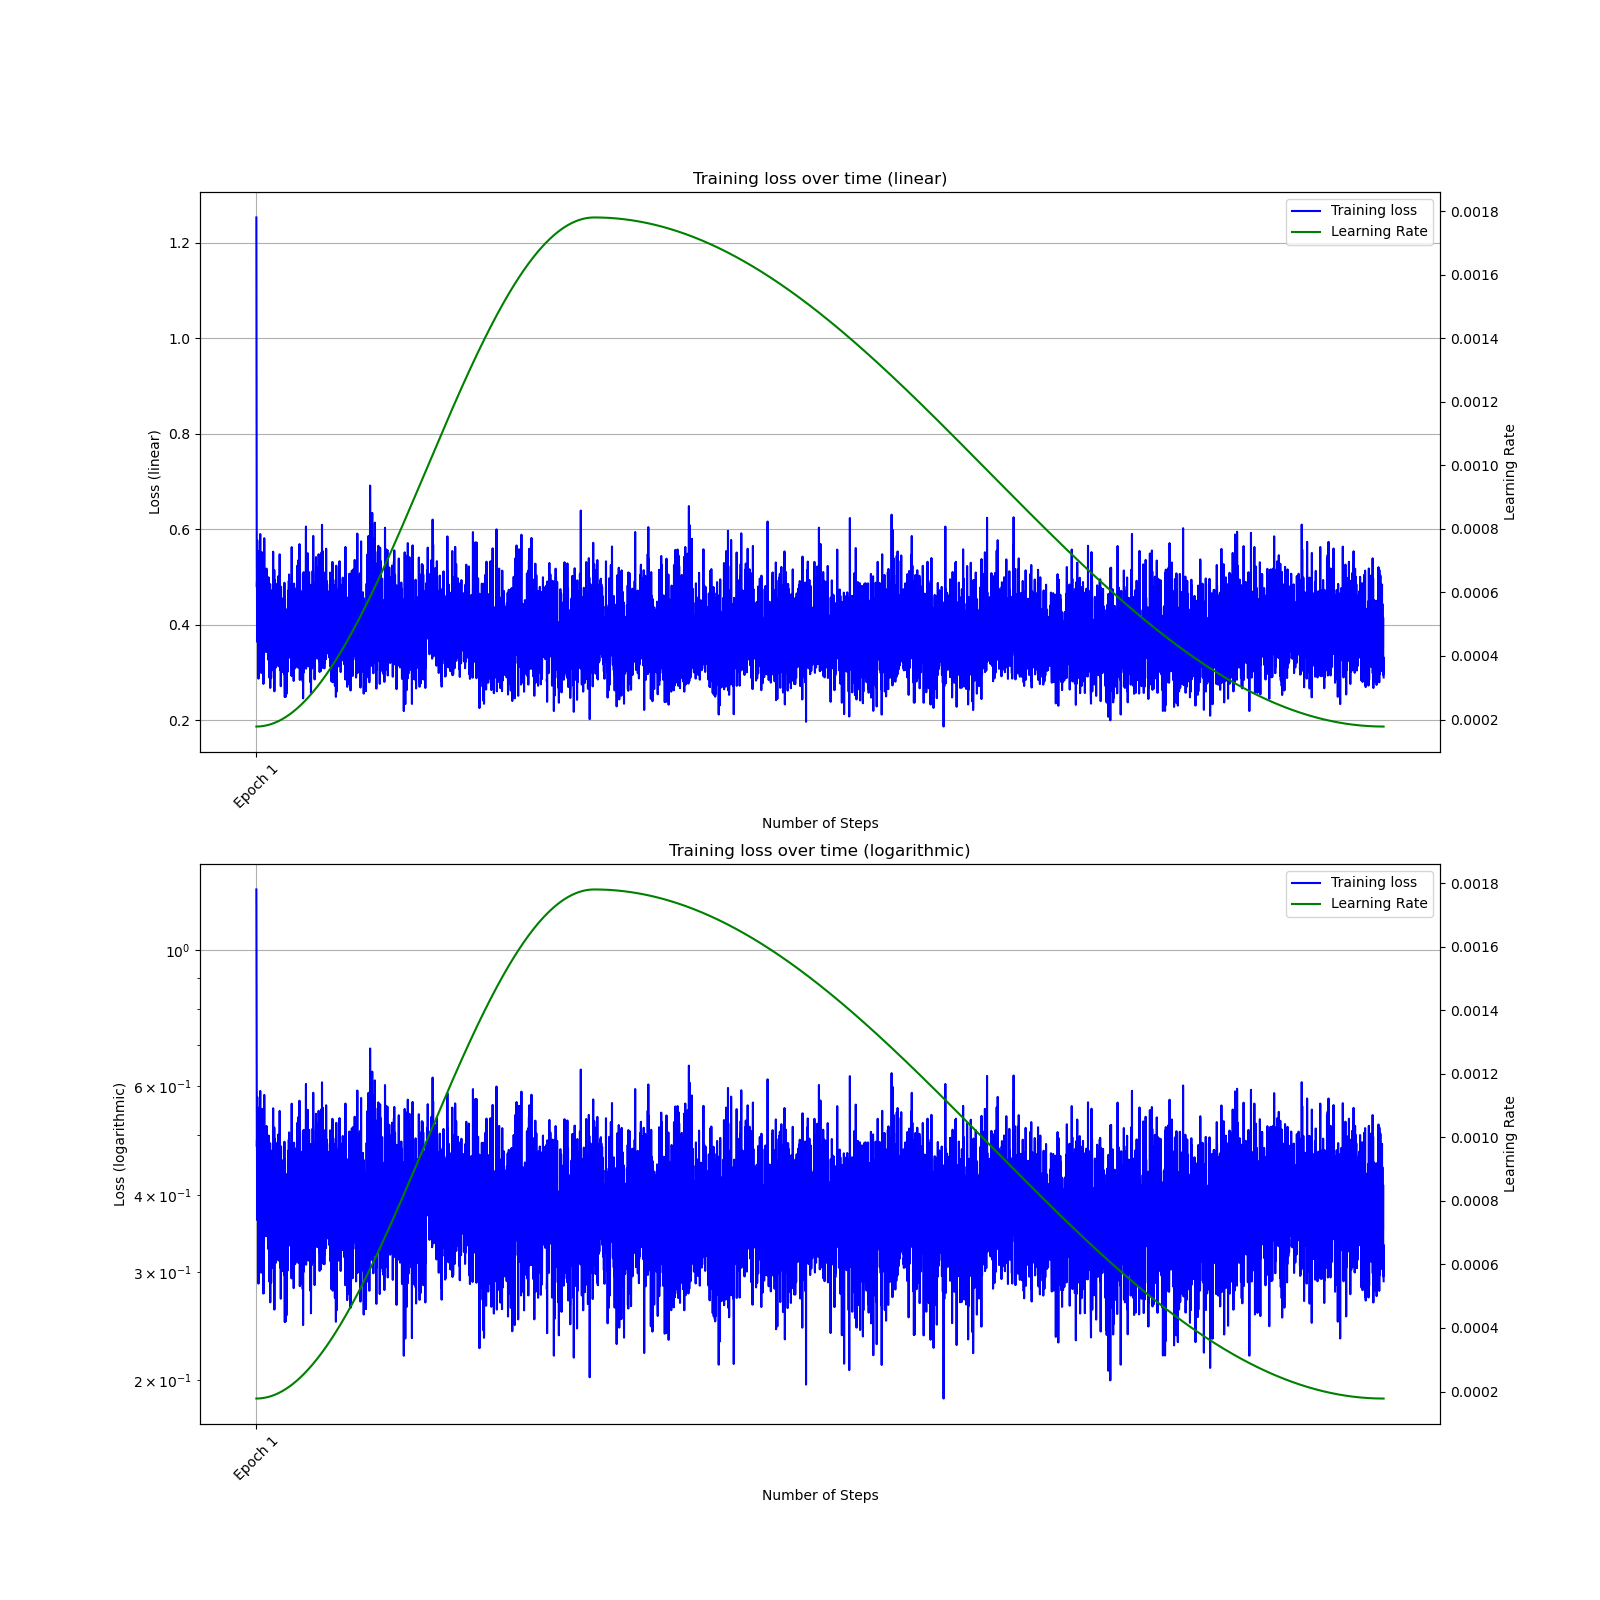 Training loss over time (linear)
Training loss
Learning Rate
1.2
1.0
0.8
0.6
0.4
0.2
Loss (linear)
0.0018
0.0016
0.0014
0.0012
0.0010
0.0008
0.0006
0.0004
0.0002
Learning Rate
Epoch 1
Number of Steps
Training loss over time (logarithmic)
Training loss
Learning Rate
10⁰
6 × 10⁻¹
4 × 10⁻¹
3 × 10⁻¹
2 × 10⁻¹
Loss (logarithmic)
0.0018
0.0016
0.0014
0.0012
0.0010
0.0008
0.0006
0.0004
0.0002
Learning Rate
Epoch 1
Number of Steps